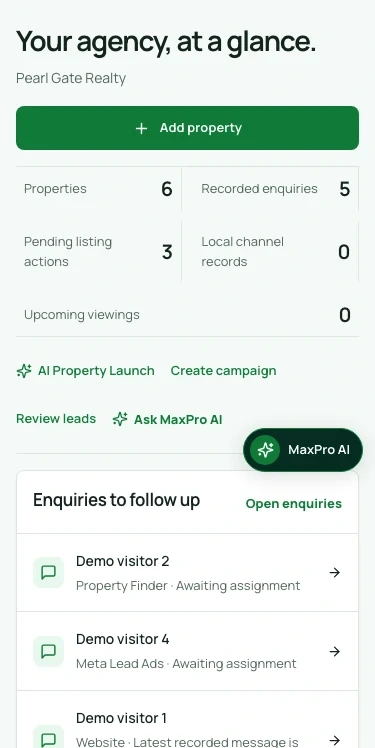 Your agency, at a glance.
Pearl Gate Realty
Add property
Properties 6 Recorded enquiries 5
Pending listing actions 3 Local channel records 0
Upcoming viewings 0
AI Property Launch Create campaign
Review leads Ask MaxPro AI
MaxPro AI
Enquiries to follow up Open enquiries
Demo visitor 2
Property Finder · Awaiting assignment
Demo visitor 4
Meta Lead Ads · Awaiting assignment
Demo visitor 1
Website · Latest recorded message is